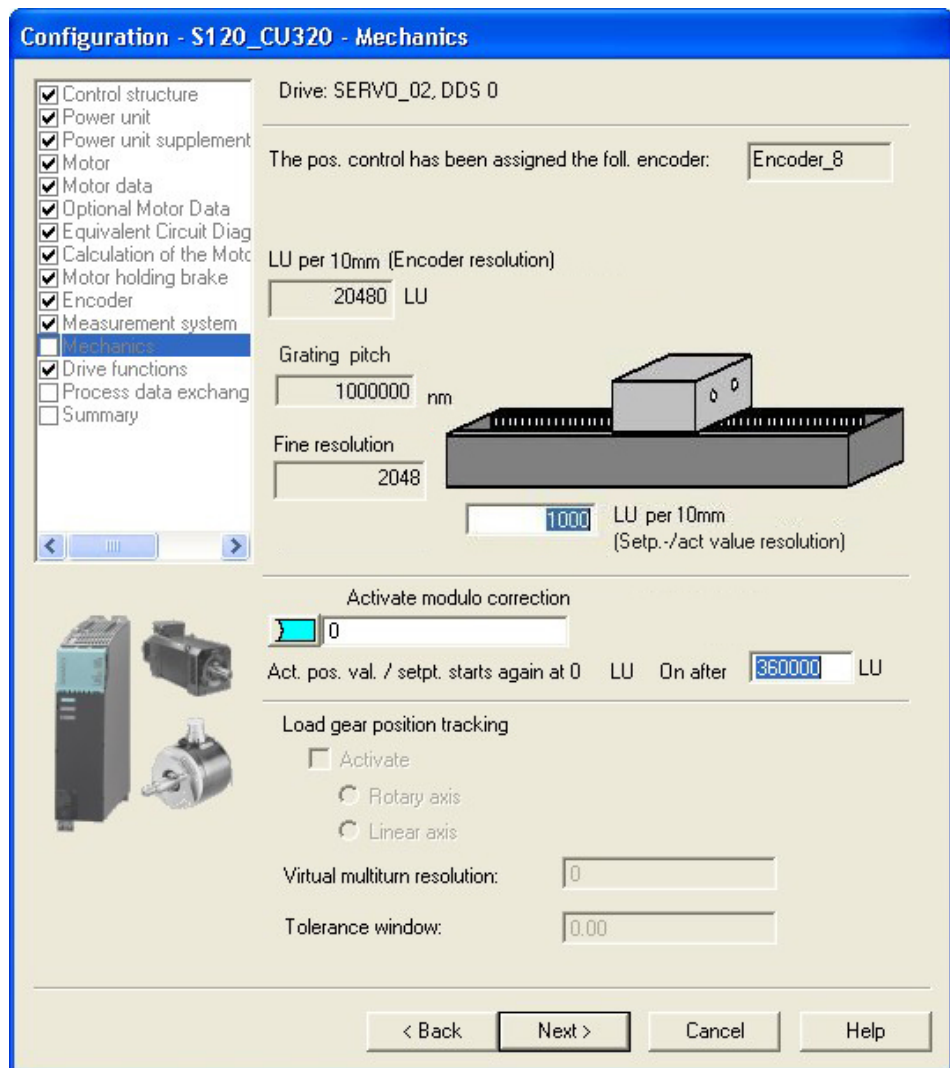 Configuration - S120_CU320 - Mechanics
Control structure
Power unit
Power unit supplement
Motor
Motor data
Optional Motor Data
Equivalent Circuit Diag
Calculation of the Moto
Motor holding brake
Encoder
Measurement system
Mechanics
Drive functions
Process data exchang
Summary
Drive: SERVO_02, DDS 0
The pos. control has been assigned the foll. encoder: Encoder_8
LU per 10mm (Encoder resolution)
20480 LU
Grating pitch
1000000 nm
Fine resolution
2048
1000 LU per 10mm
(Setp.-/act value resolution)
Activate modulo correction
0
Act. pos. val. / setpt. starts again at 0 LU On after 360000 LU
Load gear position tracking
Activate
Rotary axis
Linear axis
Virtual multiturn resolution: 0
Tolerance window: 0.00
< Back Next > Cancel Help